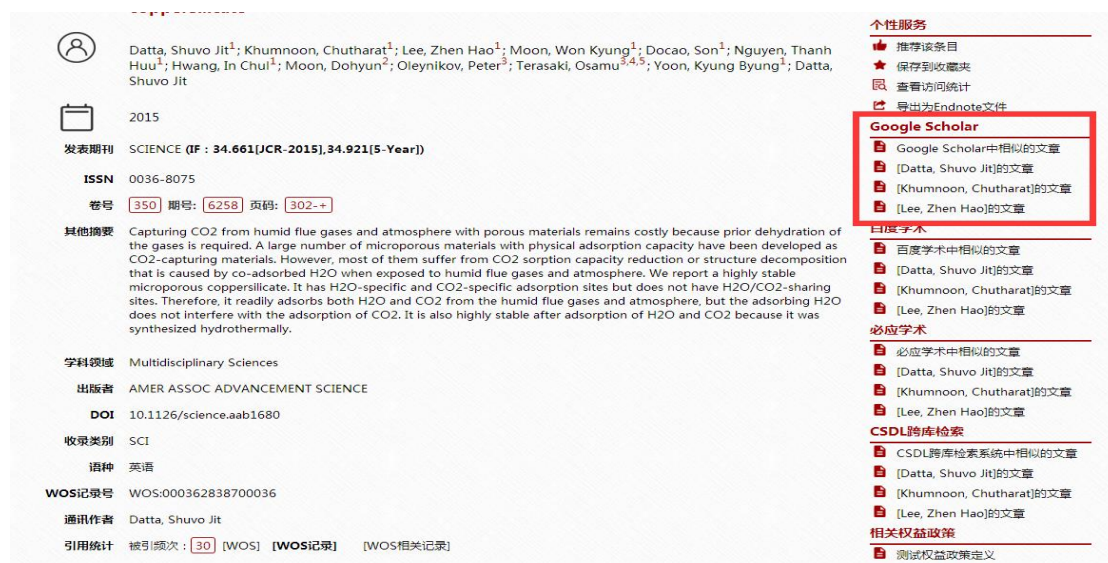 Datta, Shuvo Jit1; Khumnoon, Chutharat1; Lee, Zhen Hao1; Moon, Won Kyung1; Docao, Son1; Nguyen, Thanh
Huu1; Hwang, In Chul1; Moon, Dohyun2; Oleynikov, Peter3; Terasaki, Osamu3,4,5; Yoon, Kyung Byung1; Datta,
Shuvo Jit
2015
发表期刊 SCIENCE (IF：34.661[JCR-2015],34.921[5-Year])
ISSN 0036-8075
卷号 350 期号: 6258 页码: 302-+
其他摘要 Capturing CO2 from humid flue gases and atmosphere with porous materials remains costly because prior dehydration of
the gases is required. A large number of microporous materials with physical adsorption capacity have been developed as
CO2-capturing materials. However, most of them suffer from CO2 sorption capacity reduction or structure decomposition
that is caused by co-adsorbed H2O when exposed to humid flue gases and atmosphere. We report a highly stable
microporous coppersilicate. It has H2O-specific and CO2-specific adsorption sites but does not have H2O/CO2-sharing
sites. Therefore, it readily adsorbs both H2O and CO2 from the humid flue gases and atmosphere, but the adsorbing H2O
does not interfere with the adsorption of CO2. It is also highly stable after adsorption of H2O and CO2 because it was
synthesized hydrothermally.
学科领域 Multidisciplinary Sciences
出版者 AMER ASSOC ADVANCEMENT SCIENCE
DOI 10.1126/science.aab1680
收录类别 SCI
语种 英语
WOS记录号 WOS:000362838700036
通讯作者 Datta, Shuvo Jit
引用统计 被引频次：30 [WOS] [WOS记录] [WOS相关记录]
个性服务
推荐该条目
保存到收藏夹
查看访问统计
导出为Endnote文件
Google Scholar
Google Scholar中相似的文章
[Datta, Shuvo Jit]的文章
[Khumnoon, Chutharat]的文章
[Lee, Zhen Hao]的文章
百度学术
百度学术中相似的文章
[Datta, Shuvo Jit]的文章
[Khumnoon, Chutharat]的文章
[Lee, Zhen Hao]的文章
必应学术
必应学术中相似的文章
[Datta, Shuvo Jit]的文章
[Khumnoon, Chutharat]的文章
[Lee, Zhen Hao]的文章
CSDL跨库检索
CSDL跨库检索系统中相似的文章
[Datta, Shuvo Jit]的文章
[Khumnoon, Chutharat]的文章
[Lee, Zhen Hao]的文章
相关权益政策
测试权益政策定义